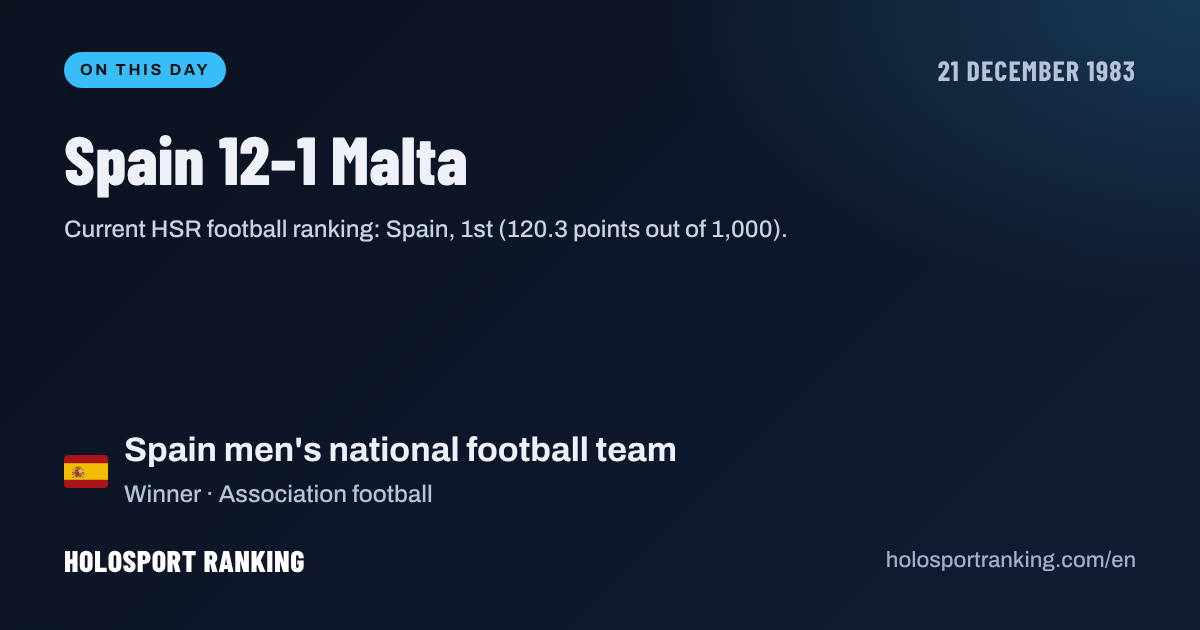 ON THIS DAY
21 DECEMBER 1983
Spain 12–1 Malta
Current HSR football ranking: Spain, 1st (120.3 points out of 1,000).
Spain men's national football team
Winner · Association football
HOLOSPORT RANKING
holosportranking.com/en